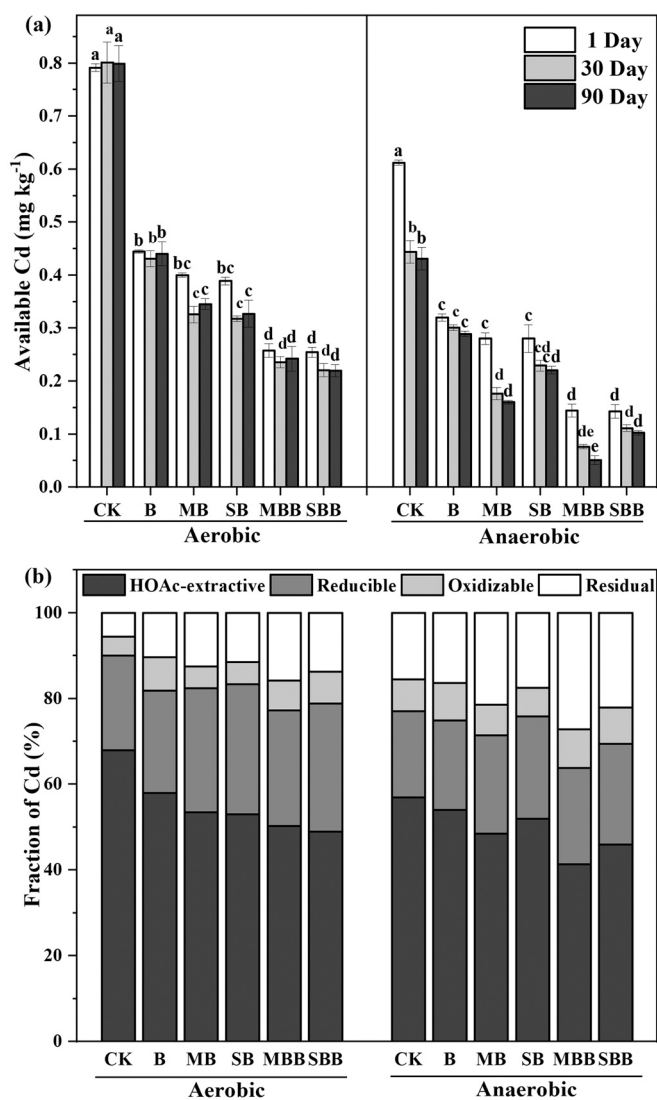 (a)
1 Day
30 Day
90 Day
Available Cd (mg kg⁻¹)
0.8
0.7
0.6
0.5
0.4
0.3
0.2
0.1
0.0
a a a
b b b
bc c c
bc c c
d d d
d d d
a b b
c c c
c d d
c cd cd
d de e
d d d
CK B MB SB MBB SBB CK B MB SB MBB SBB
Aerobic Anaerobic
(b)
HOAc-extractive Reducible Oxidizable Residual
Fraction of Cd (%)
100
80
60
40
20
0
CK B MB SB MBB SBB CK B MB SB MBB SBB
Aerobic Anaerobic